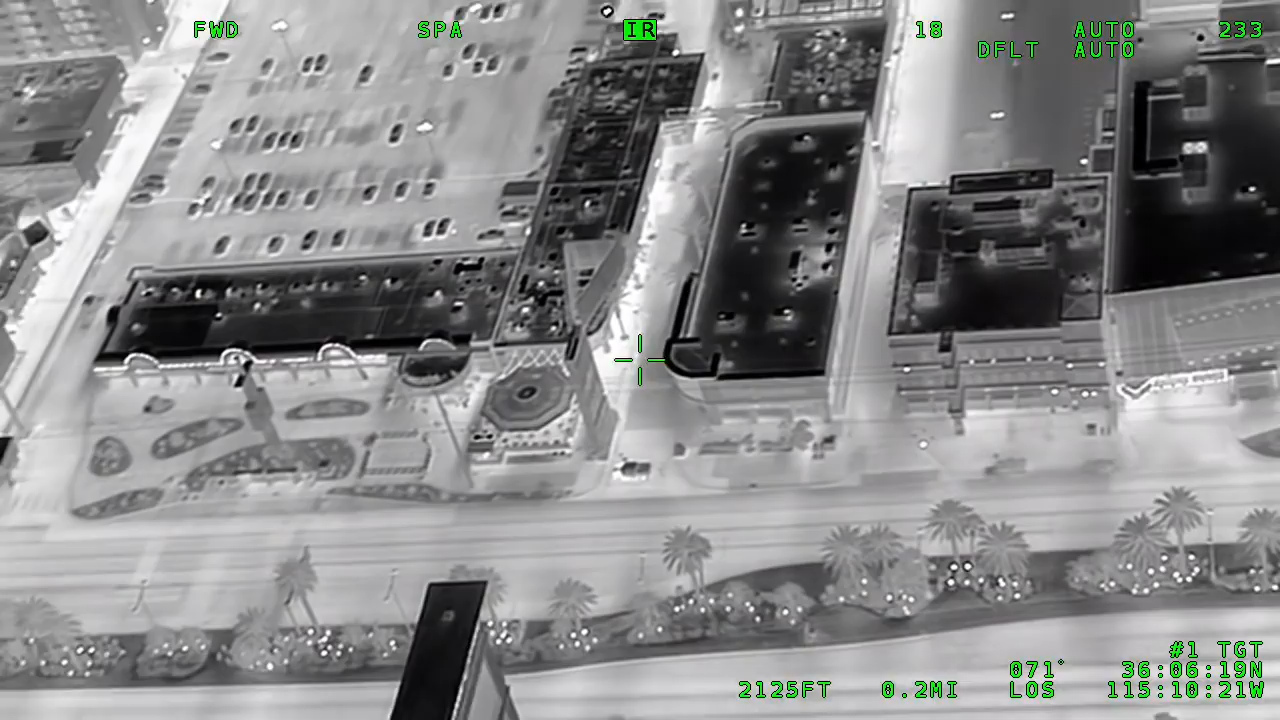 FWD SPA IR 18 AUTO 233
DFLT AUTO
#1 TGT
071° 36:06:19N
2125FT 0.2MI LOS 115:10:21W